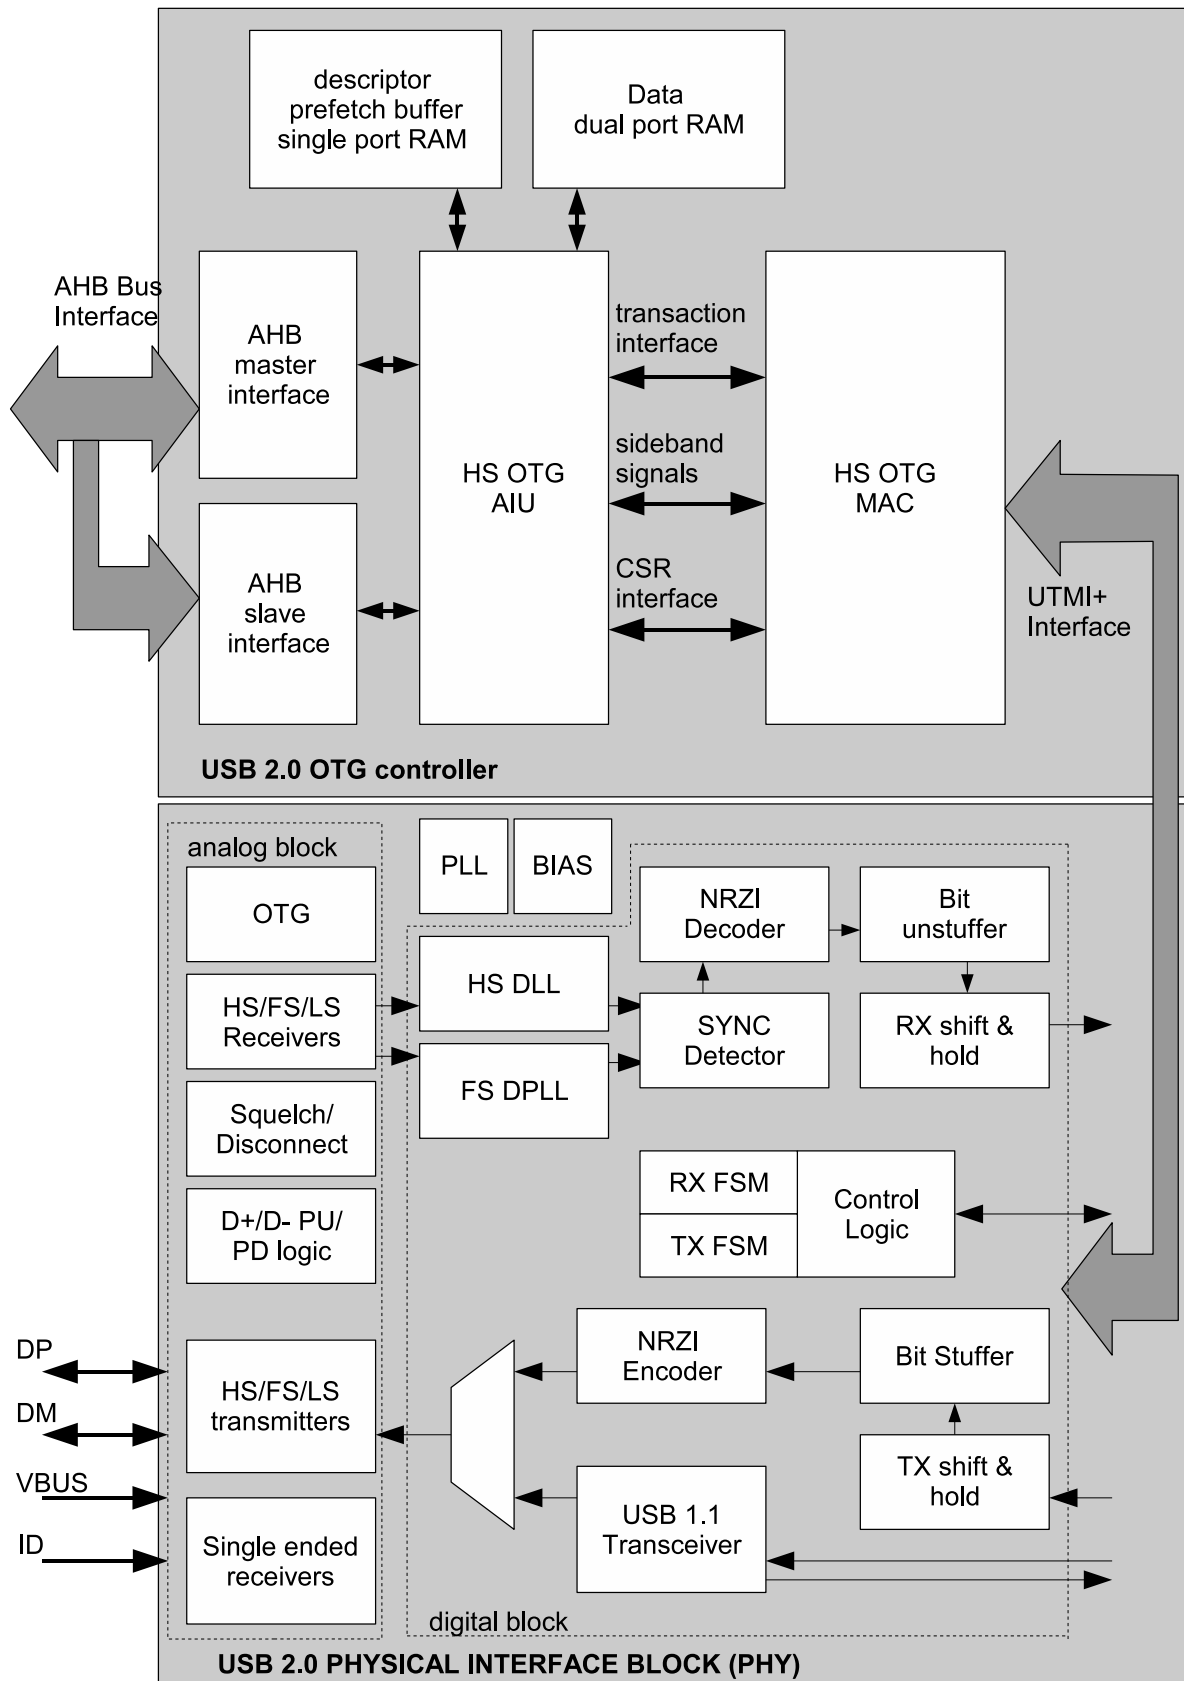 descriptor
prefetch buffer
single port RAM
Data
dual port RAM
AHB Bus
Interface
AHB
master
interface
HS OTG
AIU
transaction
interface
sideband
signals
CSR
interface
HS OTG
MAC
AHB
slave
interface
UTMI+
Interface
USB 2.0 OTG controller
analog block
OTG
PLL
BIAS
NRZI
Decoder
Bit
unstuffer
HS/FS/LS
Receivers
HS DLL
SYNC
Detector
RX shift &
hold
FS DPLL
Squelch/
Disconnect
D+/D- PU/
PD logic
RX FSM
TX FSM
Control
Logic
DP
DM
VBUS
ID
HS/FS/LS
transmitters
NRZI
Encoder
Bit Stuffer
TX shift &
hold
USB 1.1
Transceiver
Single ended
receivers
digital block
USB 2.0 PHYSICAL INTERFACE BLOCK (PHY)